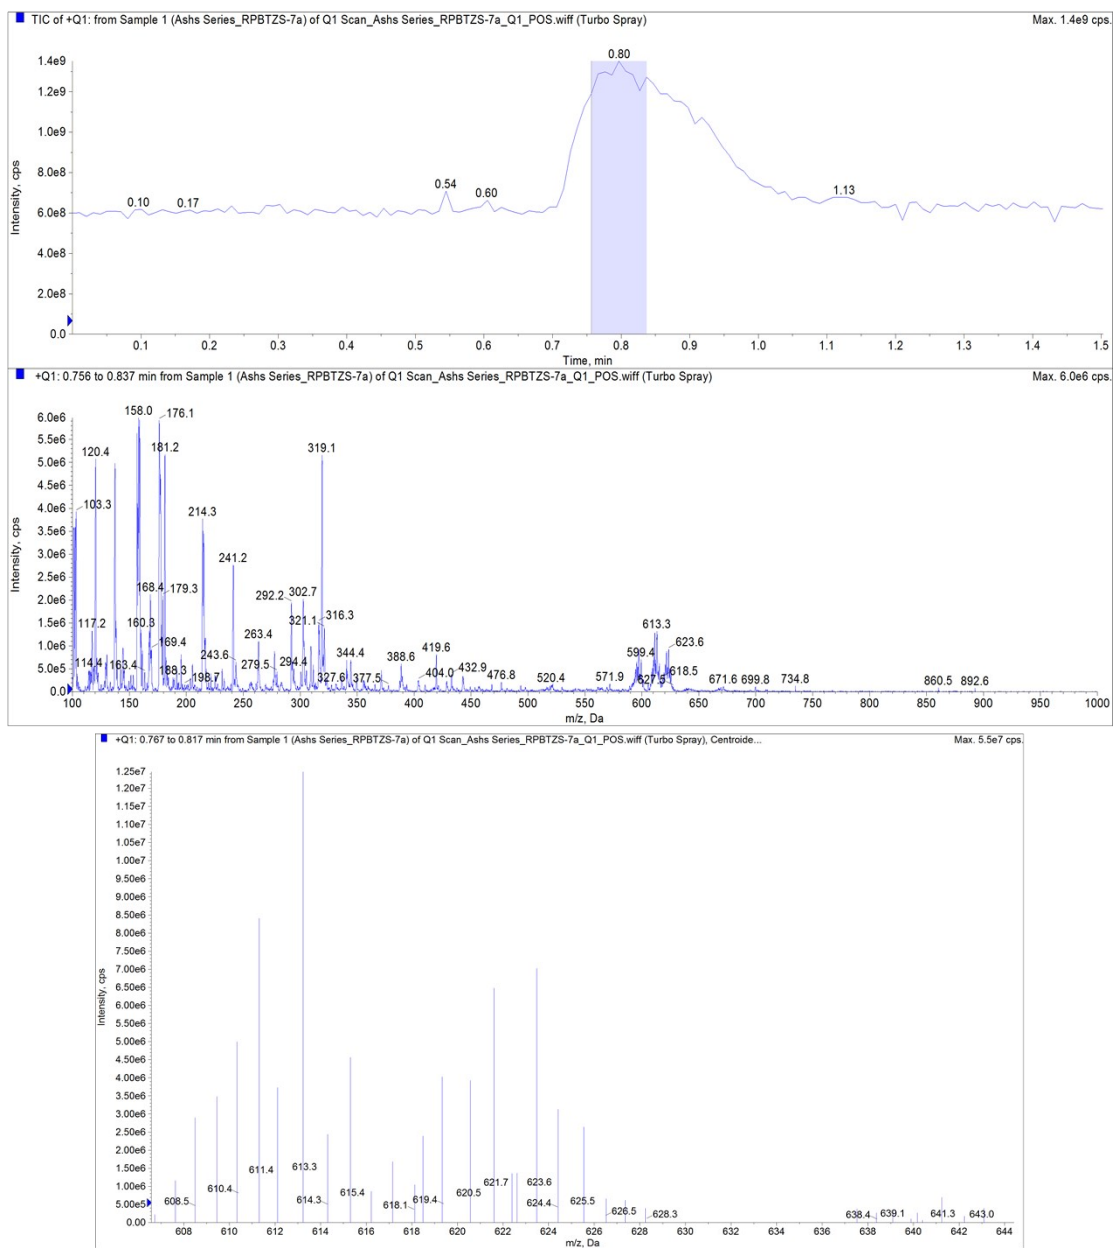 TIC of +Q1: from Sample 1 (Ashs Series_RPBTZS-7a) of Q1 Scan_Ashs Series_RPBTZS-7a_Q1_POS.wiff (Turbo Spray) Max. 1.4e9 cps.
0.80
1.4e9
1.2e9
1.0e9
8.0e8
6.0e8
4.0e8
2.0e8
0.0
Intensity, cps
0.10 0.17 0.54 0.60 1.13
0.1 0.2 0.3 0.4 0.5 0.6 0.7 0.8 0.9 1.0 1.1 1.2 1.3 1.4 1.5
Time, min
+Q1: 0.756 to 0.837 min from Sample 1 (Ashs Series_RPBTZS-7a) of Q1 Scan_Ashs Series_RPBTZS-7a_Q1_POS.wiff (Turbo Spray) Max. 6.0e6 cps.
6.0e6
5.5e6
5.0e6
4.5e6
4.0e6
3.5e6
3.0e6
2.5e6
2.0e6
1.5e6
1.0e6
5.0e5
0.0
Intensity, cps
158.0 176.1
120.4 181.2 319.1
103.3 214.3
241.2
168.4 179.3 292.2 302.7
117.2 160.3 321.1 316.3 613.3
169.4 263.4 623.6
114.4 163.4 243.6 279.5 294.4 344.4 388.6 419.6 599.4
188.3 198.7 327.6 377.5 404.0 432.9 476.8 520.4 571.9 627.5 618.5 671.6 699.8 734.8 860.5 892.6
100 150 200 250 300 350 400 450 500 550 600 650 700 750 800 850 900 950 1000
m/z, Da
+Q1: 0.767 to 0.817 min from Sample 1 (Ashs Series_RPBTZS-7a) of Q1 Scan_Ashs Series_RPBTZS-7a_Q1_POS.wiff (Turbo Spray), Centroide... Max. 5.5e7 cps.
1.25e7
1.20e7
1.15e7
1.10e7
1.05e7
1.00e7
9.50e6
9.00e6
8.50e6
8.00e6
7.50e6
7.00e6
6.50e6
6.00e6
5.50e6
5.00e6
4.50e6
4.00e6
3.50e6
3.00e6
2.50e6
2.00e6
1.50e6
1.00e6
5.00e5
0.00
Intensity, cps
608.5 610.4 611.4 613.3 614.3 615.4 618.1 619.4 620.5 621.7 623.6 624.4 625.5 626.5 628.3 638.4 639.1 641.3 643.0
608 610 612 614 616 618 620 622 624 626 628 630 632 634 636 638 640 642 644
m/z, Da